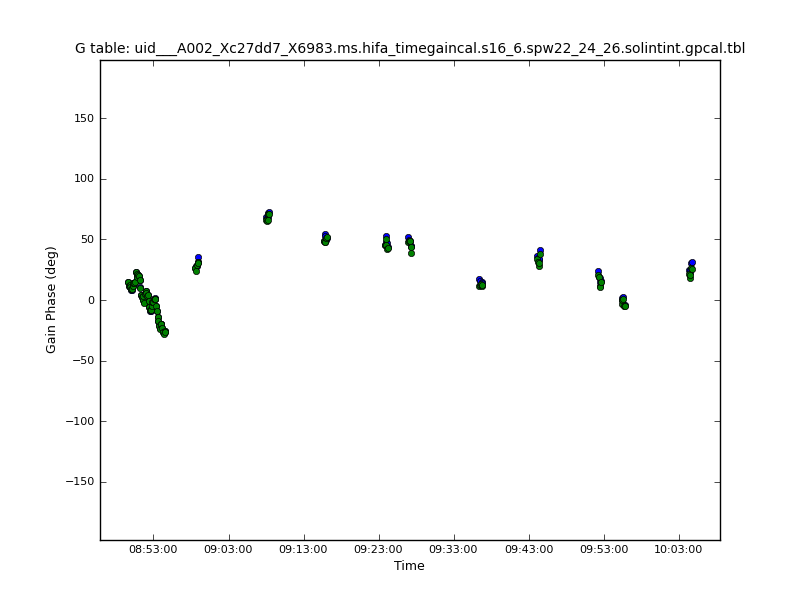 G table: uid___A002_Xc27dd7_X6983.ms.hifa_timegaincal.s16_6.spw22_24_26.solintint.gpcal.tbl
150
100
50
0
−50
−100
−150
Gain Phase (deg)
08:53:00 09:03:00 09:13:00 09:23:00 09:33:00 09:43:00 09:53:00 10:03:00
Time